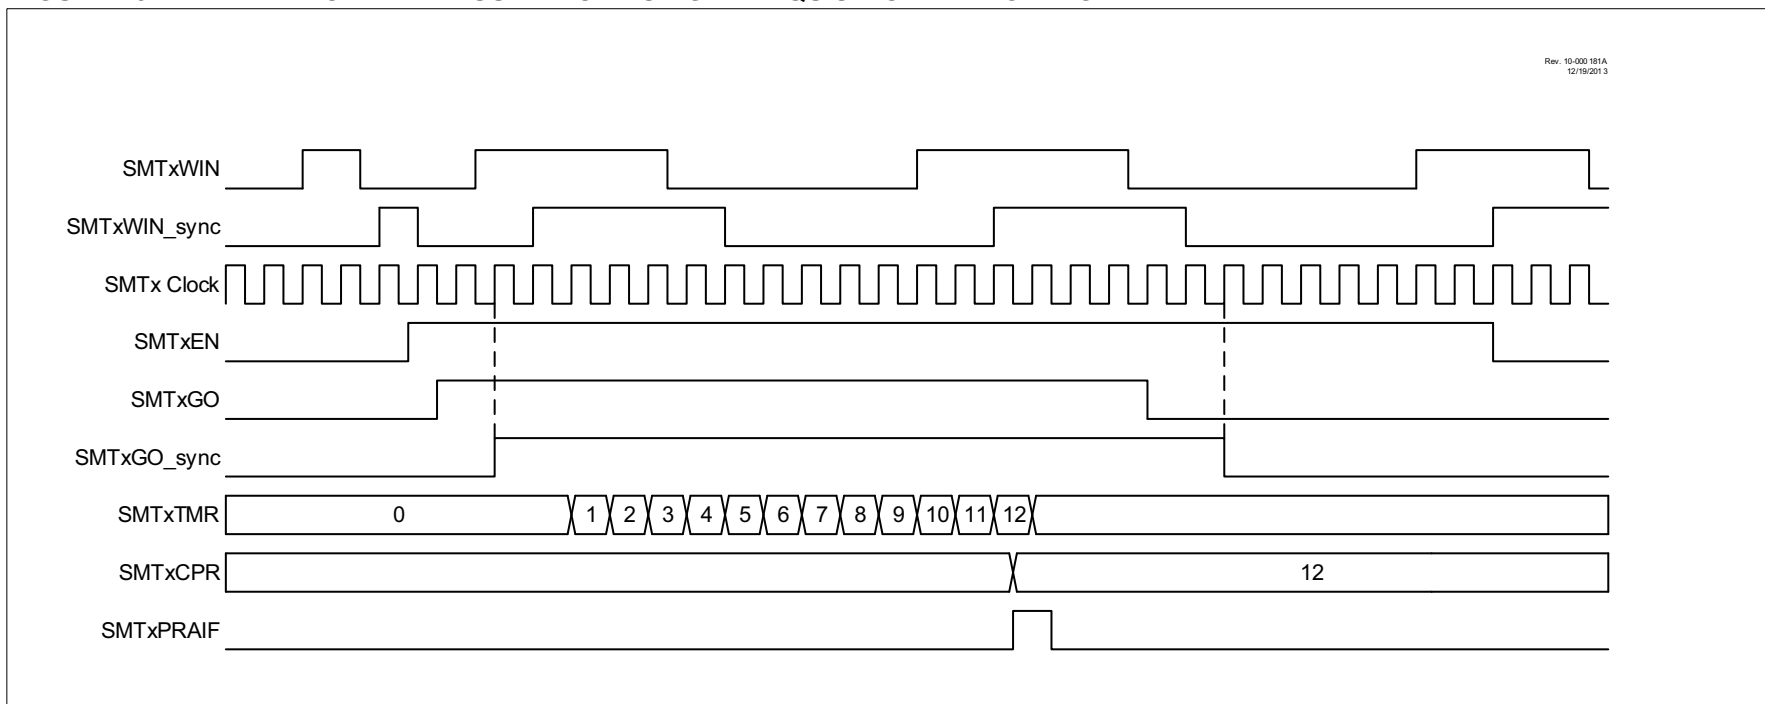 Rev. 10-000 181A
12/19/201 3
SMTxWIN
SMTxWIN_sync
SMTx Clock
SMTxEN
SMTxGO
SMTxGO_sync
SMTxTMR 0 1 2 3 4 5 6 7 8 9 10 11 12
SMTxCPR 12
SMTxPRAIF